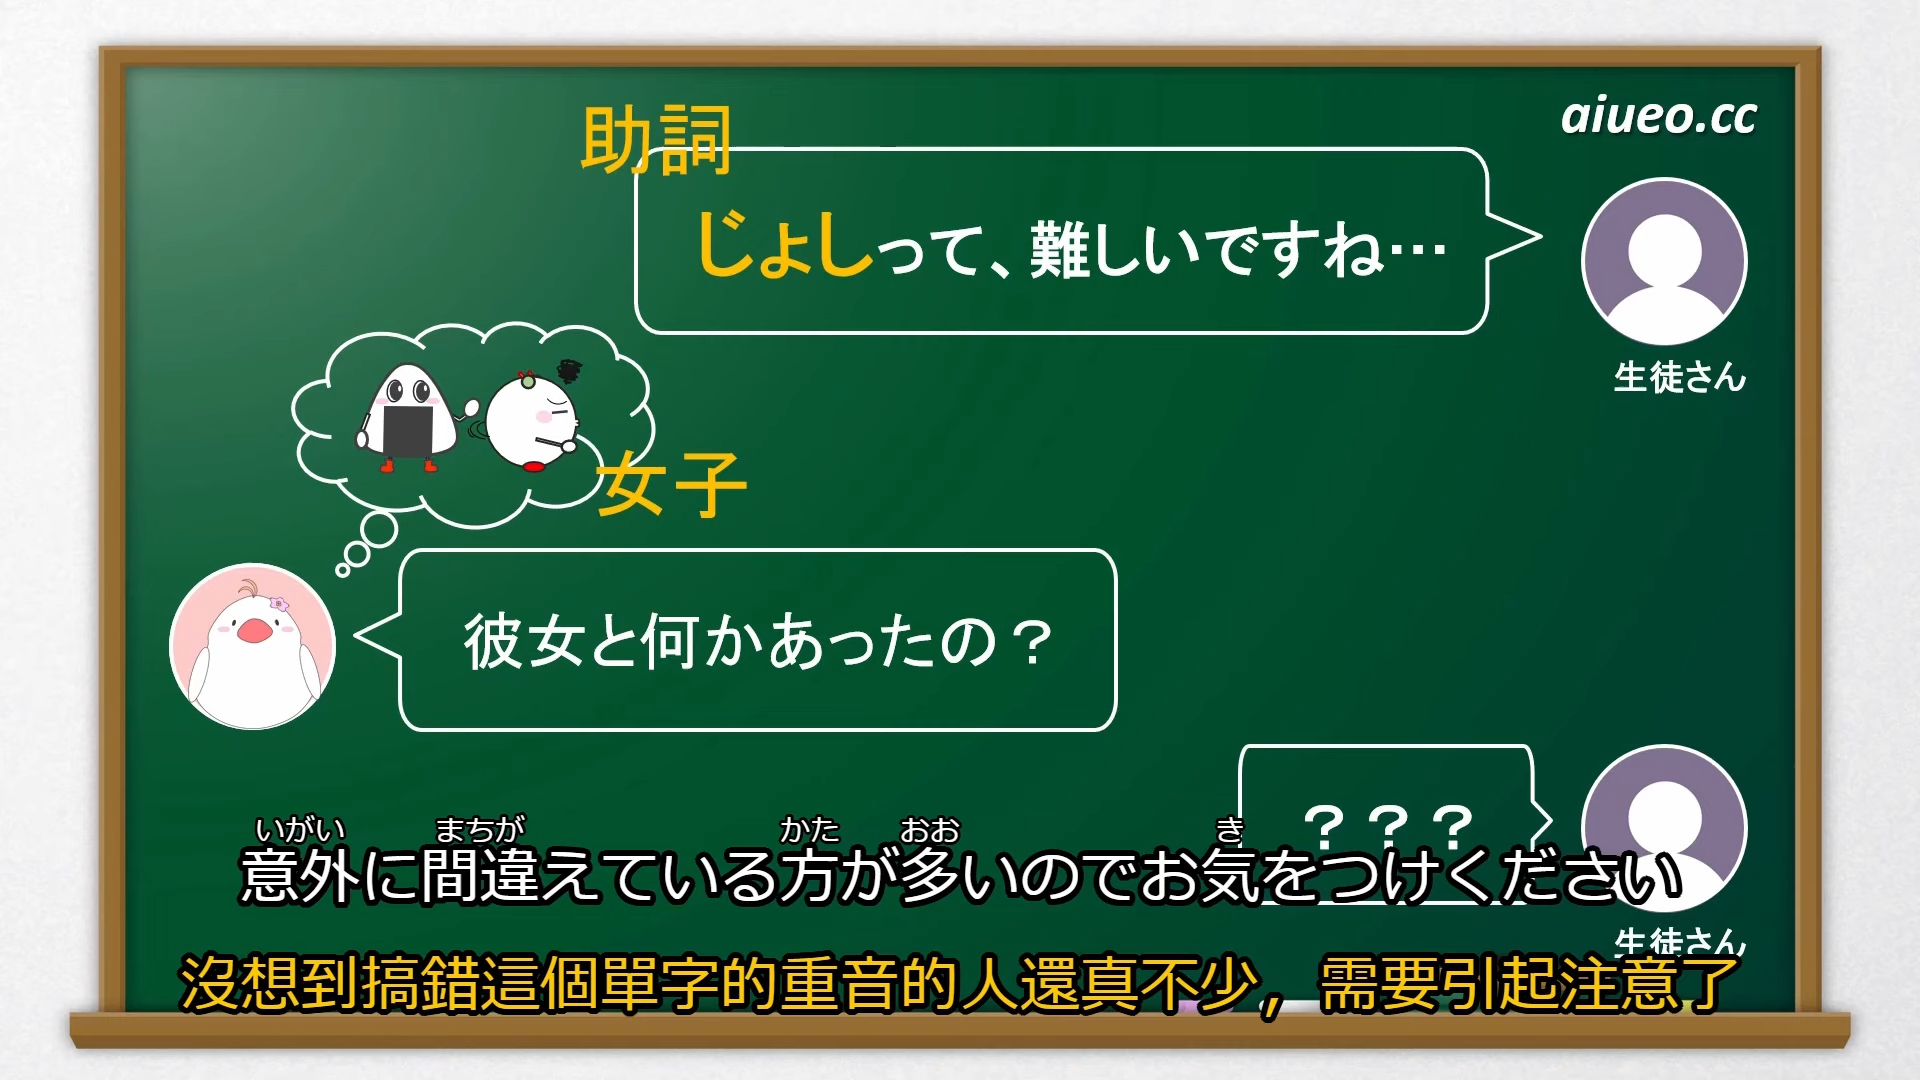 aiueo.cc
助詞
じょしって、難しいですね…
生徒さん
女子
彼女と何かあったの？
？？？
いがい まちが かた おお き
意外に間違えている方が多いのでお気をつけください
生徒さん
沒想到搞錯這個單字的重音的人還真不少，需要引起注意了